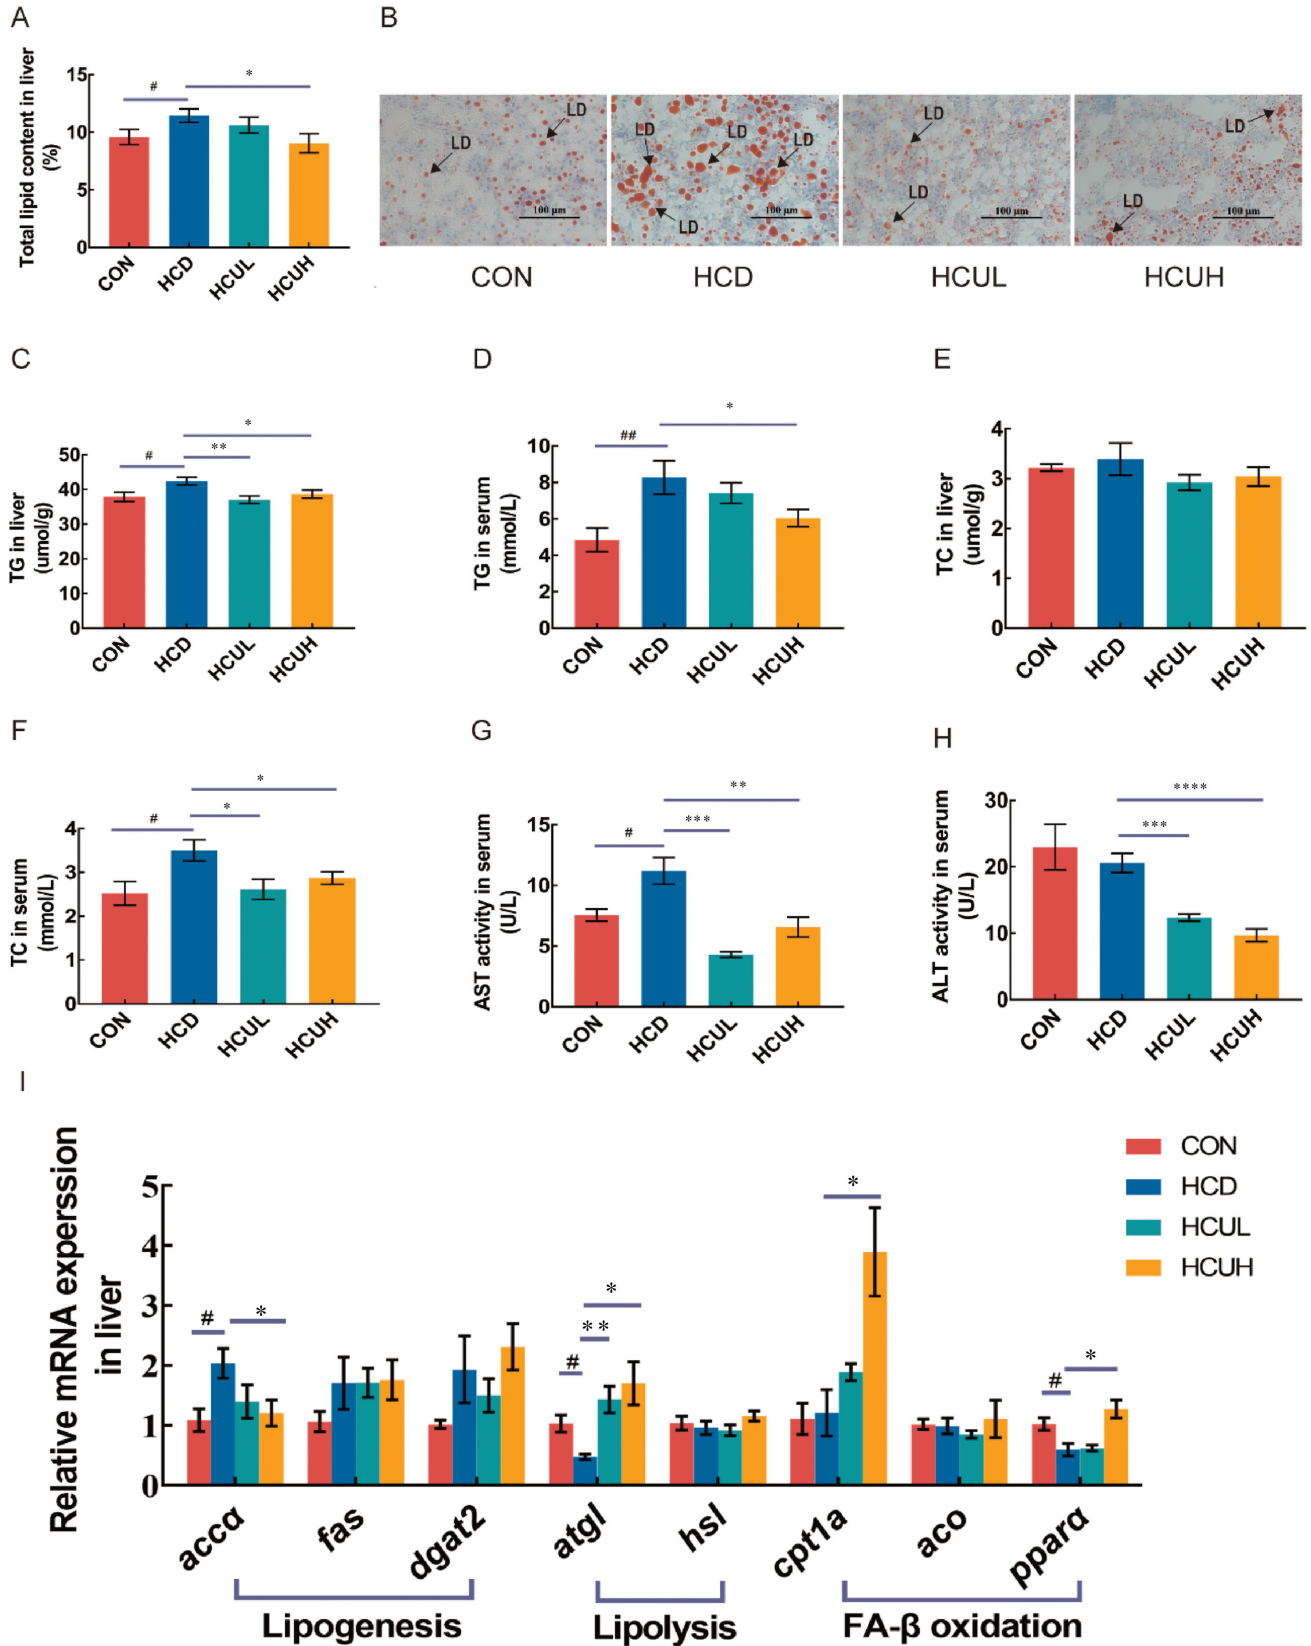 A
Total lipid content in liver
(%)
15
10
5
0
#
*
CON
HCD
HCUL
HCUH
B
LD
LD
100 μm
LD
LD
LD
LD
100 μm
LD
LD
100 μm
LD
LD
100 μm
CON
HCD
HCUL
HCUH
C
TG in liver
(umol/g)
50
40
30
20
10
0
#
**
*
CON
HCD
HCUL
HCUH
D
TG in serum
(mmol/L)
10
8
6
4
2
0
##
*
CON
HCD
HCUL
HCUH
E
TC in liver
(umol/g)
4
3
2
1
0
CON
HCD
HCUL
HCUH
F
TC in serum
(mmol/L)
4
3
2
1
0
#
*
*
CON
HCD
HCUL
HCUH
G
AST activity in serum
(U/L)
15
10
5
0
#
***
**
CON
HCD
HCUL
HCUH
H
ALT activity in serum
(U/L)
30
20
10
0
***
****
CON
HCD
HCUL
HCUH
I
Relative mRNA experssion
in liver
5
4
3
2
1
0
#
*
#
**
*
*
#
*
CON
HCD
HCUL
HCUH
accα
fas
dgat2
atgl
hsl
cpt1a
aco
pparα
Lipogenesis
Lipolysis
FA-β oxidation